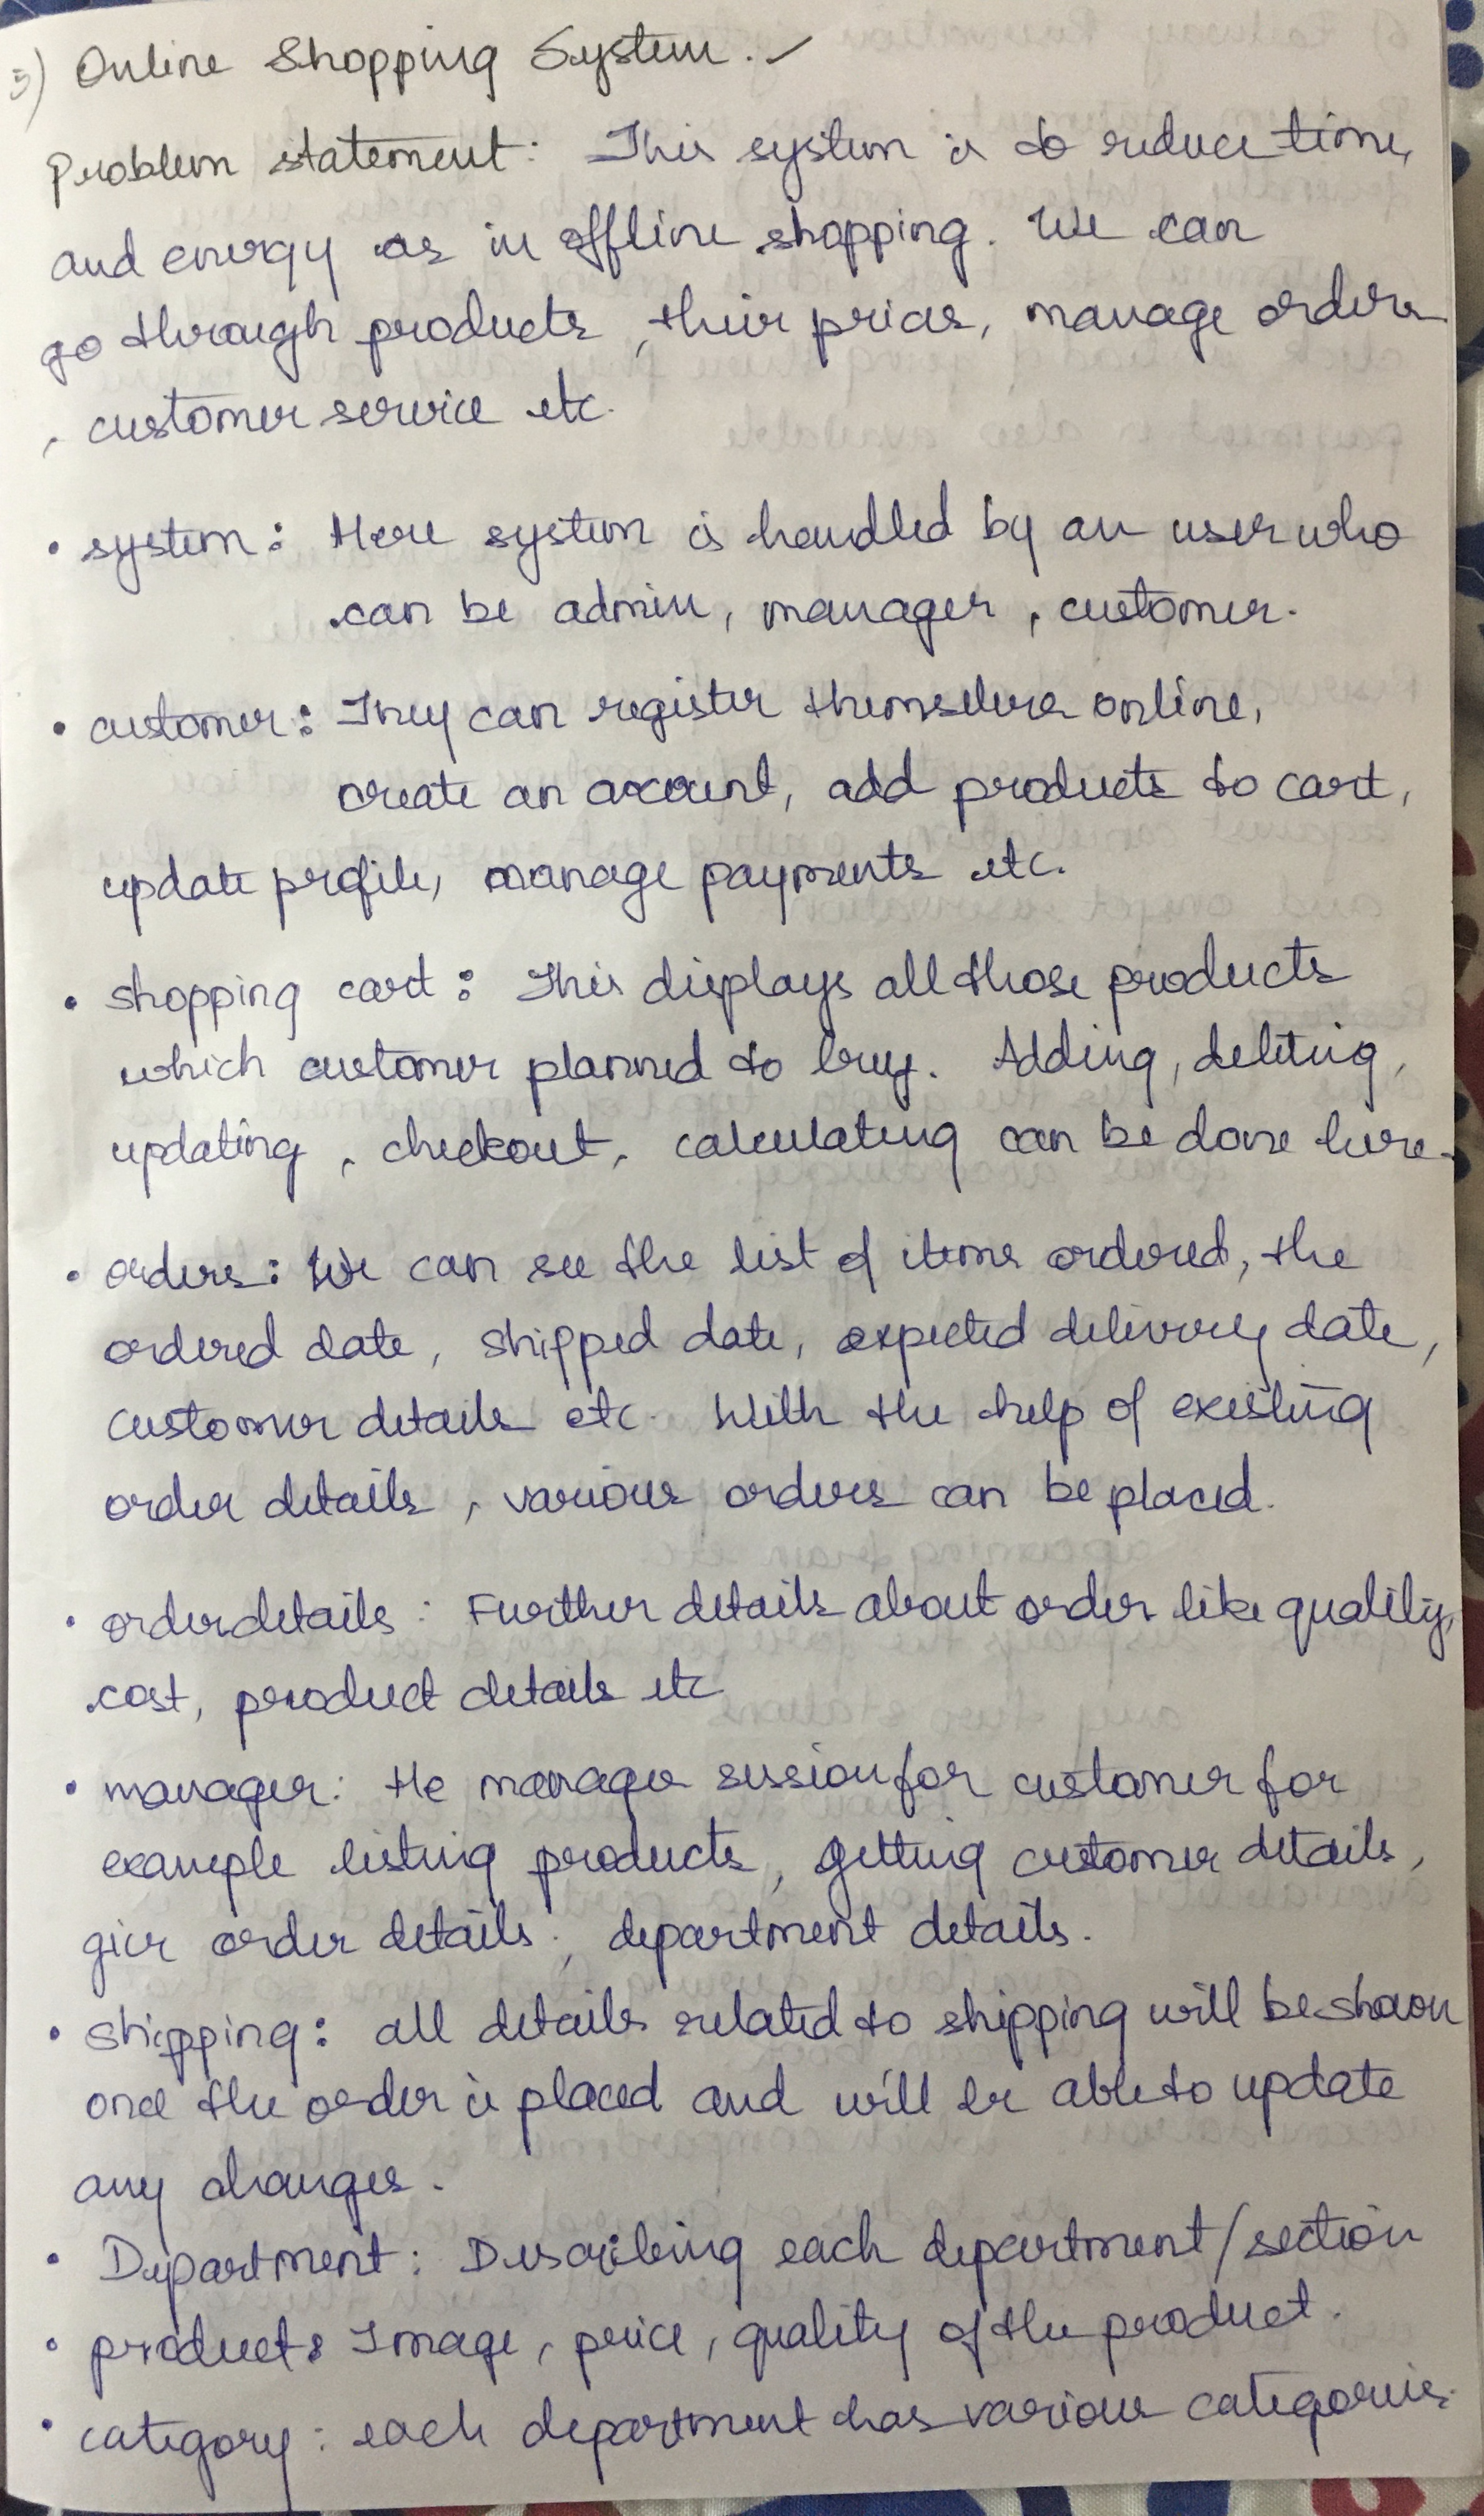 5) Online Shopping System.
Problem statement: This system is to reduce time,
and energy as in offline shopping. We can
go through products, their prices, manage orders
, customer service etc.
• system: Here system is handled by an user who
can be admin, manager, customer.
• customer: They can register themselves online,
create an account, add products to cart,
update profile, manage payments etc.
• shopping cart: This displays all those products
which customer planned to buy. Adding, deleting,
updating, checkout, calculating can be done here.
• orders: We can see the list of items ordered, the
ordered date, shipped date, expected delivery date,
customer details etc. With the help of existing
order details, various orders can be placed.
• orderdetails: Further details about order like quality,
cost, product details etc
• manager: He manages session for customer for
example listing products, getting customer details,
give order details, department details.
• shipping: all details related to shipping will be shown
once the order is placed and will be able to update
any changes.
• Department: Describing each department/section
• product: Image, price, quality of the product.
• category: each department has various categories.